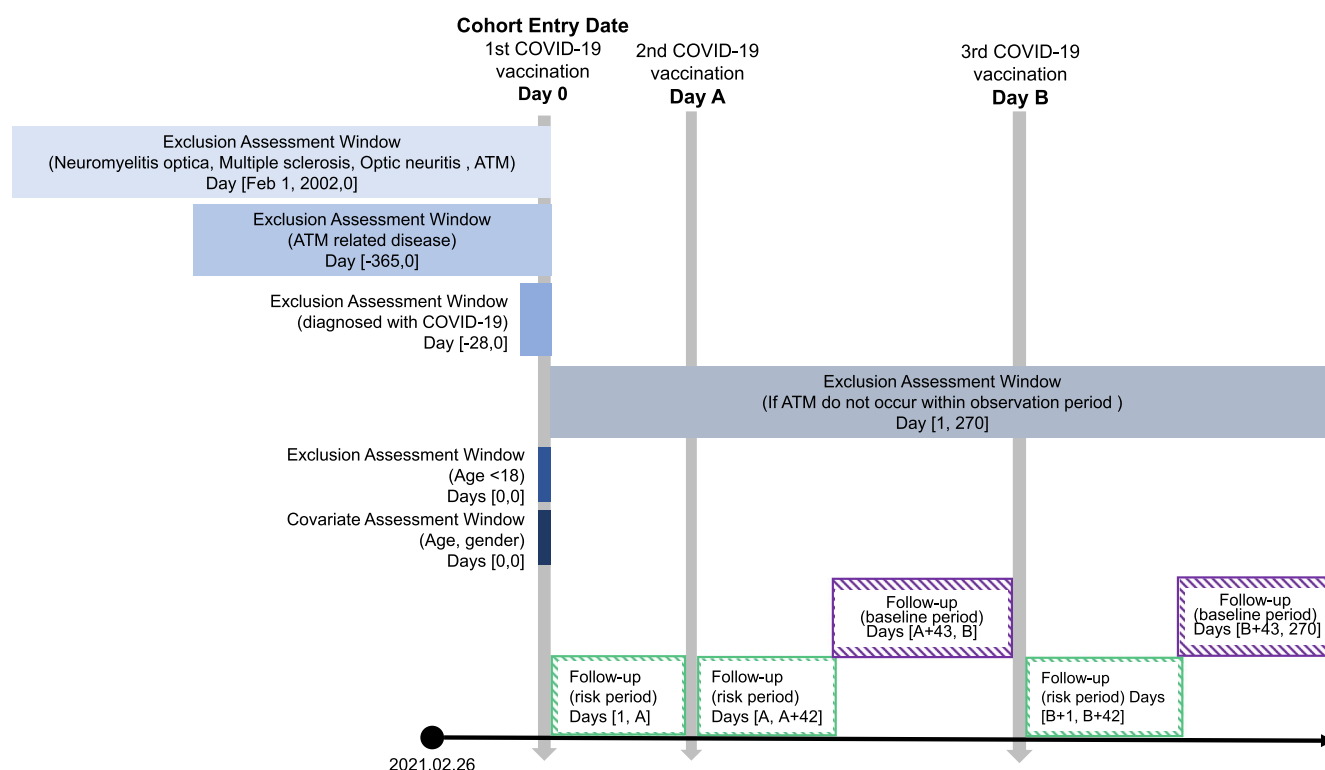 Cohort Entry Date
1st COVID-19
vaccination
Day 0
2nd COVID-19
vaccination
Day A
3rd COVID-19
vaccination
Day B
Exclusion Assessment Window
(Neuromyelitis optica, Multiple sclerosis, Optic neuritis , ATM)
Day [Feb 1, 2002,0]
Exclusion Assessment Window
(ATM related disease)
Day [-365,0]
Exclusion Assessment Window
(diagnosed with COVID-19)
Day [-28,0]
Exclusion Assessment Window
(If ATM do not occur within observation period )
Day [1, 270]
Exclusion Assessment Window
(Age <18)
Days [0,0]
Covariate Assessment Window
(Age, gender)
Days [0,0]
Follow-up
(baseline period)
Days [A+43, B]
Follow-up
(baseline period)
Days [B+43, 270]
Follow-up
(risk period)
Days [1, A]
Follow-up
(risk period)
Days [A, A+42]
Follow-up
(risk period) Days
[B+1, B+42]
2021.02.26